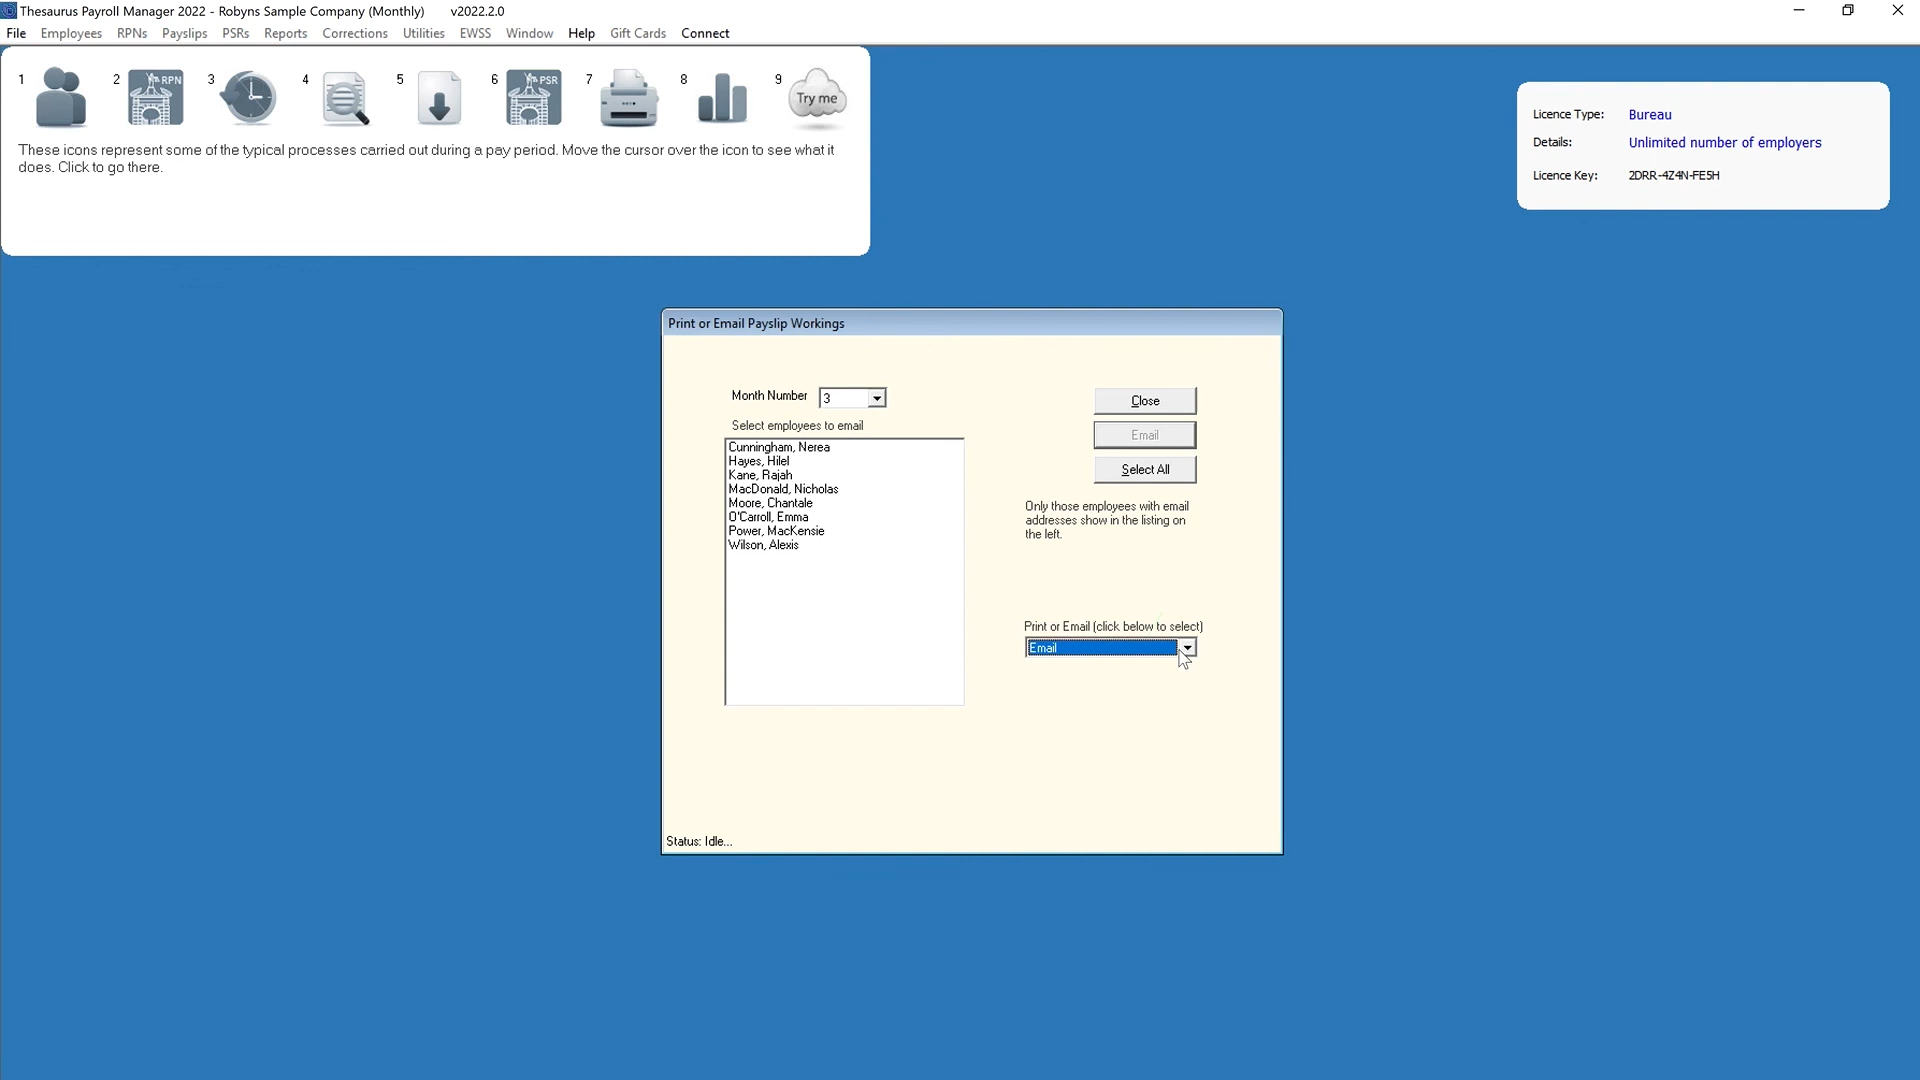 Thesaurus Payroll Manager 2022 - Robyns Sample Company (Monthly) v2022.2.0
File Employees RPNs Payslips PSRs Reports Corrections Utilities EWSS Window Help Gift Cards Connect
1 2 RPN 3 4 5 6 PSR 7 8 9 Try me
These icons represent some of the typical processes carried out during a pay period. Move the cursor over the icon to see what it
does. Click to go there.
Licence Type: Bureau
Details: Unlimited number of employers
Licence Key: 2DRR-4Z4N-FE5H
Print or Email Payslip Workings
Month Number 3
Select employees to email
Cunningham, Nerea
Hayes, Hilel
Kane, Rajah
MacDonald, Nicholas
Moore, Chantale
O'Carroll, Emma
Power, MacKensie
Wilson, Alexis
Close
Email
Select All
Only those employees with email
addresses show in the listing on
the left.
Print or Email (click below to select)
Email
Status: Idle...